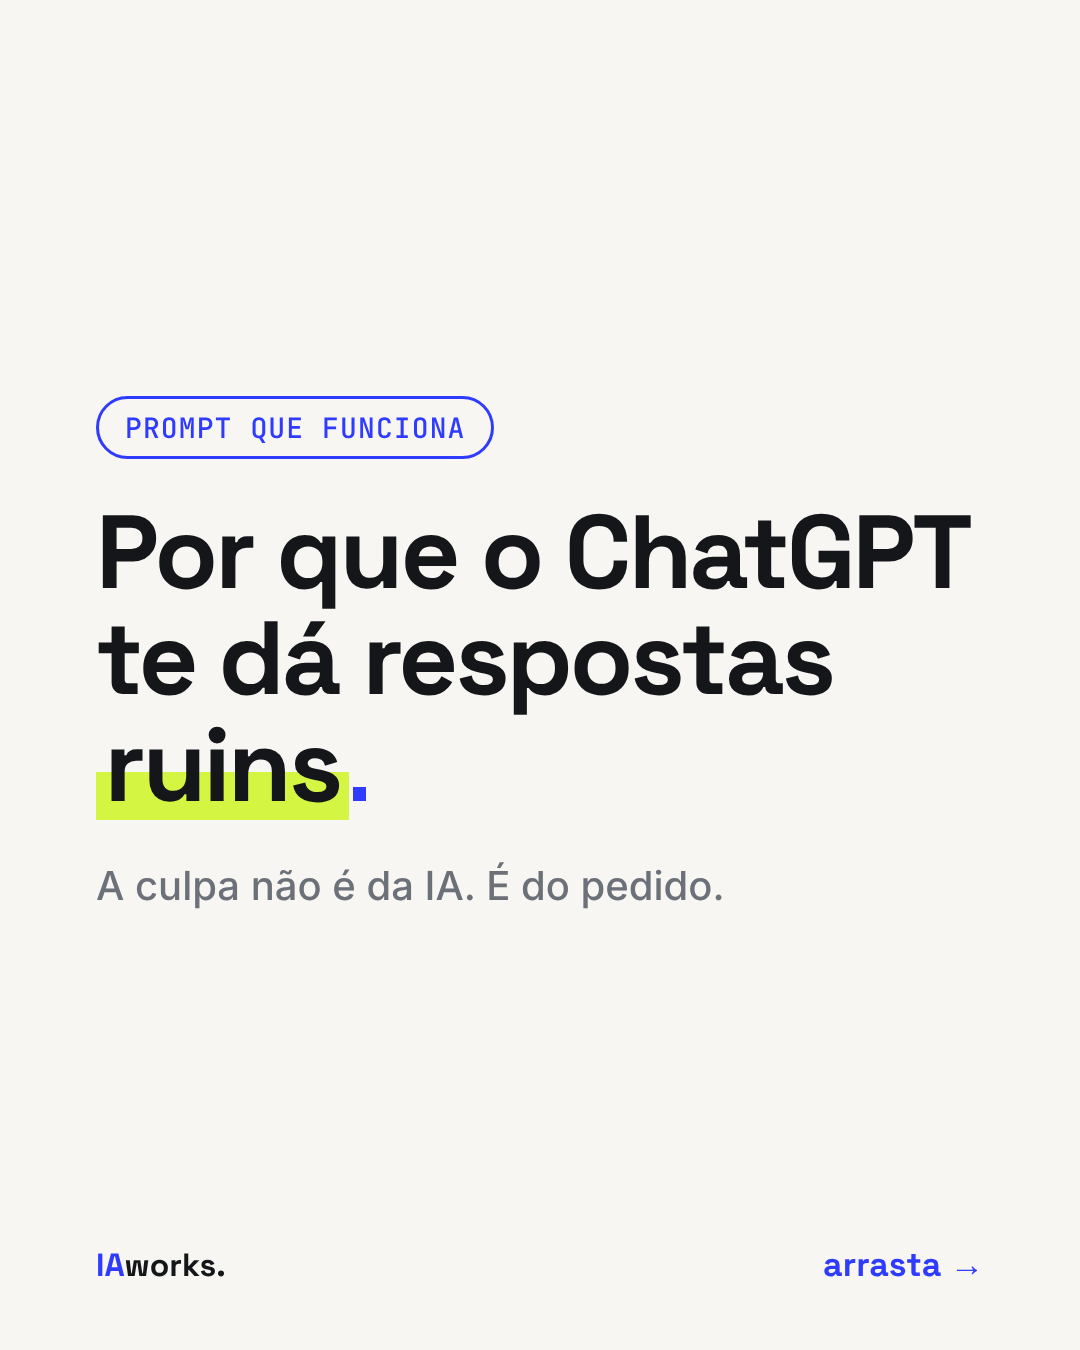 PROMPT QUE FUNCIONA
Por que o ChatGPT
te dá respostas
ruins.
A culpa não é da IA. É do pedido.
IAworks.
arrasta →